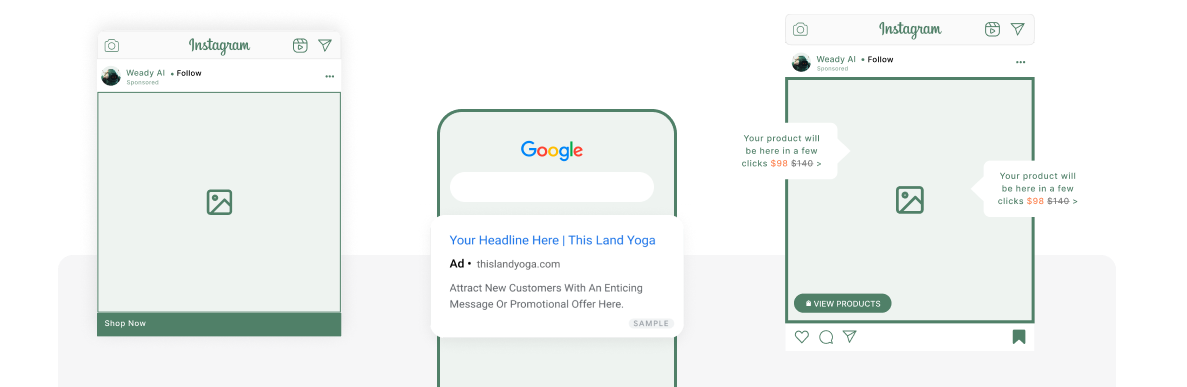 Instagram
Weady AI • Follow
Sponsored
Shop Now
Google
Your Headline Here | This Land Yoga
Ad • thislandyoga.com
Attract New Customers With An Enticing
Message Or Promotional Offer Here.
SAMPLE
Instagram
Weady AI • Follow
Sponsored
Your product will
be here in a few
clicks $98 $140 >
Your product will
be here in a few
clicks $98 $140 >
VIEW PRODUCTS